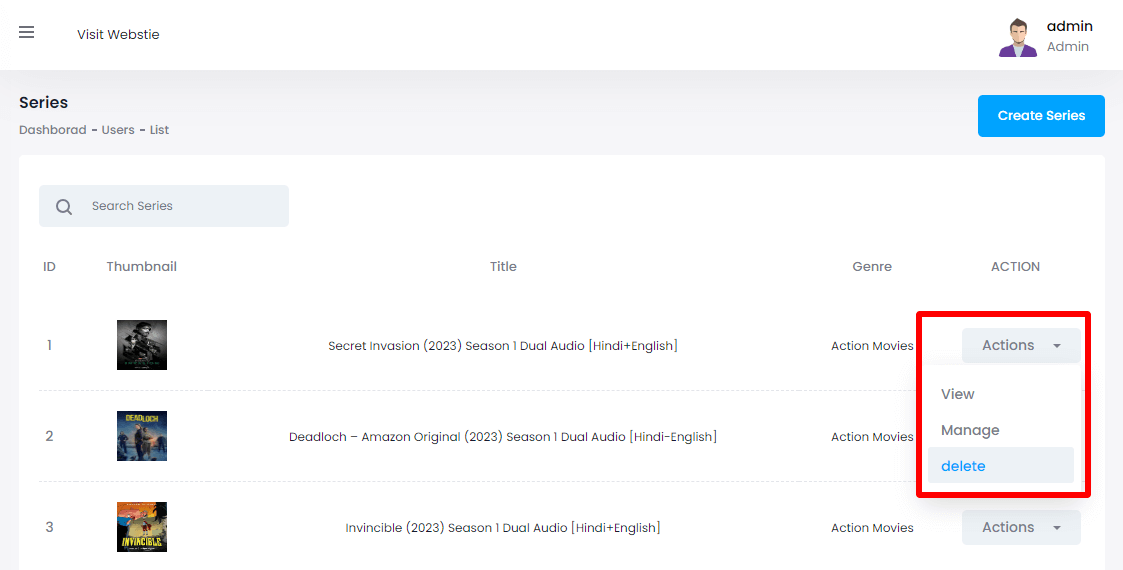 Visit Webstie
admin
Admin
Series
Dashborad - Users - List
Create Series
Search Series
ID Thumbnail Title Genre ACTION
1 INVASION Secret Invasion (2023) Season 1 Dual Audio [Hindi+English] Action Movies Actions
View
Manage
delete
2 DEADLOCH Deadloch – Amazon Original (2023) Season 1 Dual Audio [Hindi-English] Action Movies
3 INVINCIBLE Invincible (2023) Season 1 Dual Audio [Hindi+English] Action Movies Actions